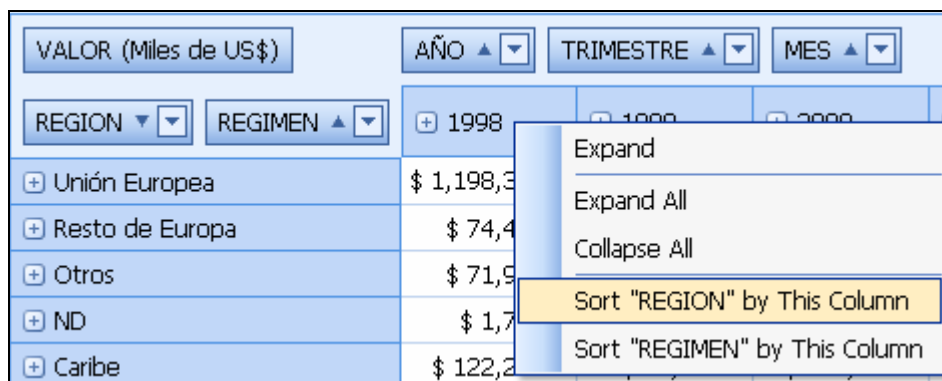 VALOR (Miles de US$) AÑO TRIMESTRE MES
REGION REGIMEN 1998
Expand
Unión Europea $ 1,198,3
Expand All
Resto de Europa $ 74,4
Collapse All
Otros $ 71,9
Sort "REGION" by This Column
ND $ 1,7
Sort "REGIMEN" by This Column
Caribe $ 122,2